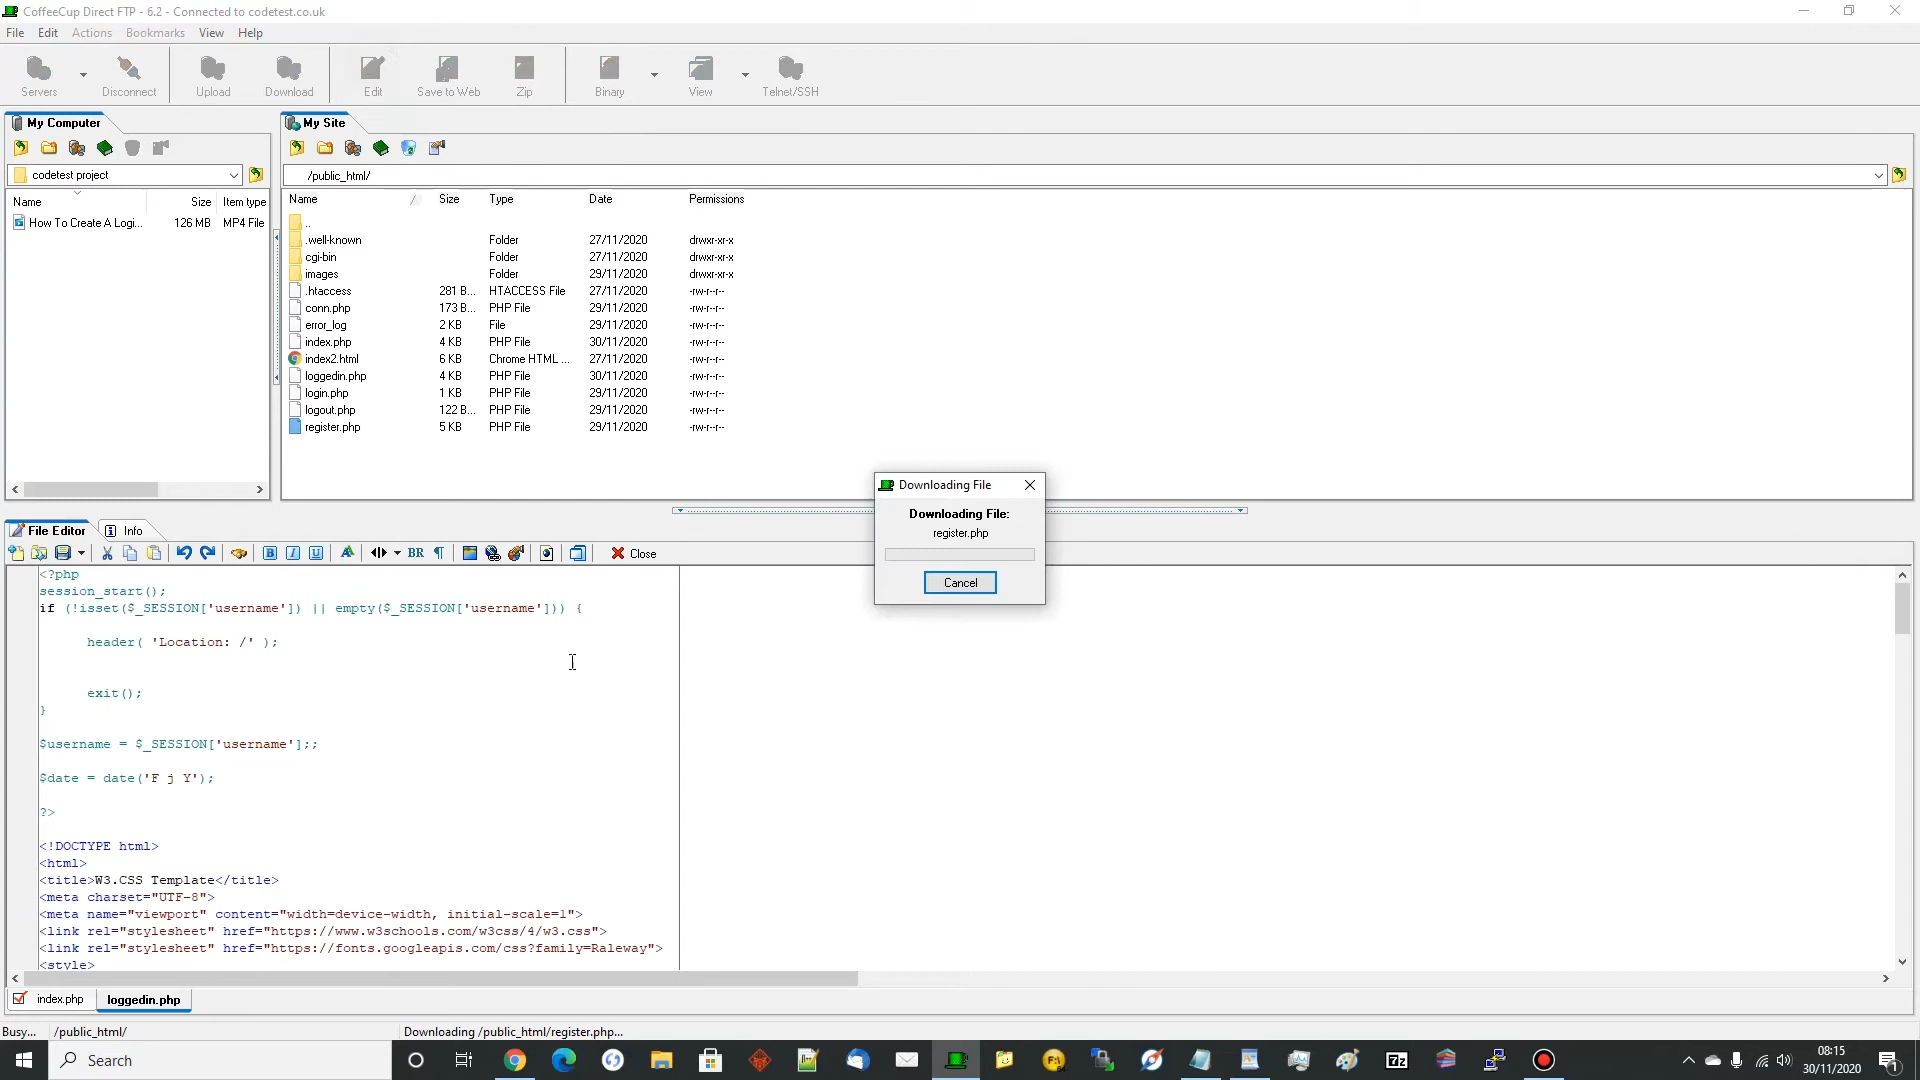 CoffeeCup Direct FTP - 6.2 - Connected to codetest.co.uk
File Edit Actions Bookmarks View Help
Servers Disconnect Upload Download Edit Save to Web Zip Binary View Telnet/SSH
My Computer
codetest project
Name Size Item type
How To Create A Logi... 126 MB MP4 File
My Site
/public_html/
Name Size Type Date Permissions
..
.well-known Folder 27/11/2020 drwxr-xr-x
cgi-bin Folder 27/11/2020 drwxr-xr-x
images Folder 29/11/2020 drwxr-xr-x
.htaccess 281 B... HTACCESS File 27/11/2020 -rw-r--r--
conn.php 173 B... PHP File 29/11/2020 -rw-r--r--
error_log 2 KB File 29/11/2020 -rw-r--r--
index.php 4 KB PHP File 30/11/2020 -rw-r--r--
index2.html 6 KB Chrome HTML ... 27/11/2020 -rw-r--r--
loggedin.php 4 KB PHP File 30/11/2020 -rw-r--r--
login.php 1 KB PHP File 29/11/2020 -rw-r--r--
logout.php 122 B... PHP File 29/11/2020 -rw-r--r--
register.php 5 KB PHP File 29/11/2020 -rw-r--r--
Downloading File
Downloading File:
register.php
Cancel
File Editor Info
B I U A BR ¶ Close
<?php
session_start();
if (!isset($_SESSION['username']) || empty($_SESSION['username'])) {
header( 'Location: /' );
exit();
}
$username = $_SESSION['username'];;
$date = date('F j Y');
?>
<!DOCTYPE html>
<html>
<title>W3.CSS Template</title>
<meta charset="UTF-8">
<meta name="viewport" content="width=device-width, initial-scale=1">
<link rel="stylesheet" href="https://www.w3schools.com/w3css/4/w3.css">
<link rel="stylesheet" href="https://fonts.googleapis.com/css?family=Raleway">
<style>
index.php loggedin.php
Busy... /public_html/ Downloading /public_html/register.php...
Search
7z
08:15
30/11/2020
1